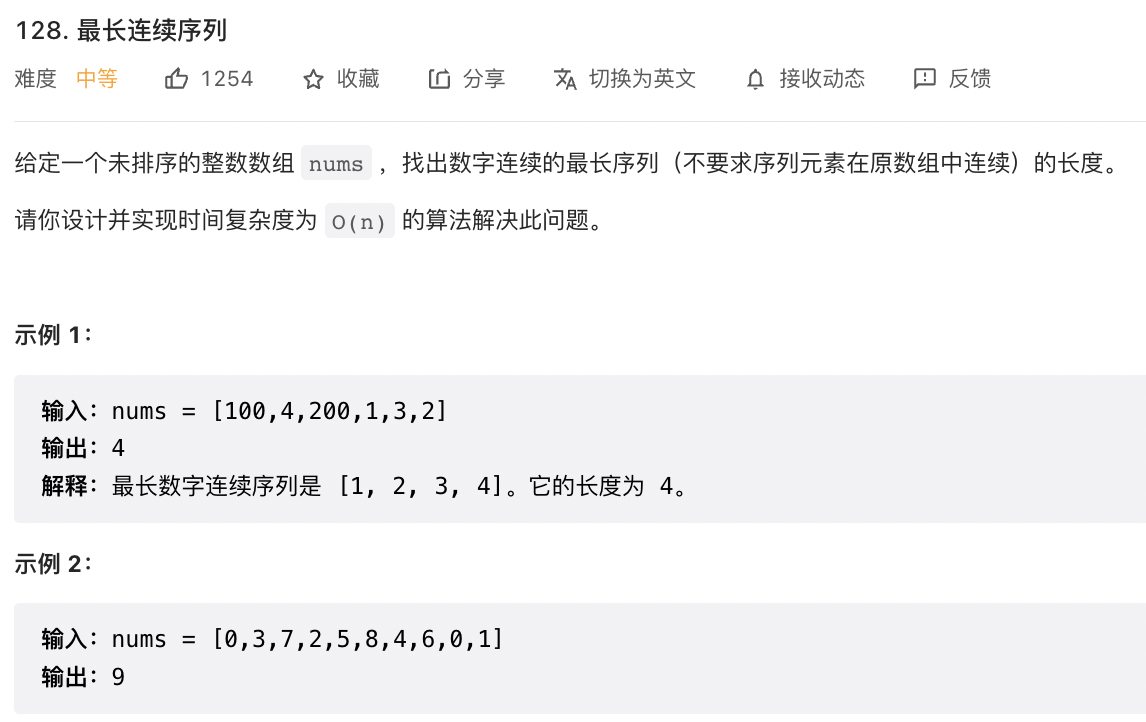 128. 最长连续序列
难度 中等 1254 收藏 分享 切换为英文 接收动态 反馈
给定一个未排序的整数数组 nums ，找出数字连续的最长序列（不要求序列元素在原数组中连续）的长度。
请你设计并实现时间复杂度为 O(n) 的算法解决此问题。
示例 1：
输入：nums = [100,4,200,1,3,2]
输出：4
解释：最长数字连续序列是 [1, 2, 3, 4]。它的长度为 4。
示例 2：
输入：nums = [0,3,7,2,5,8,4,6,0,1]
输出：9